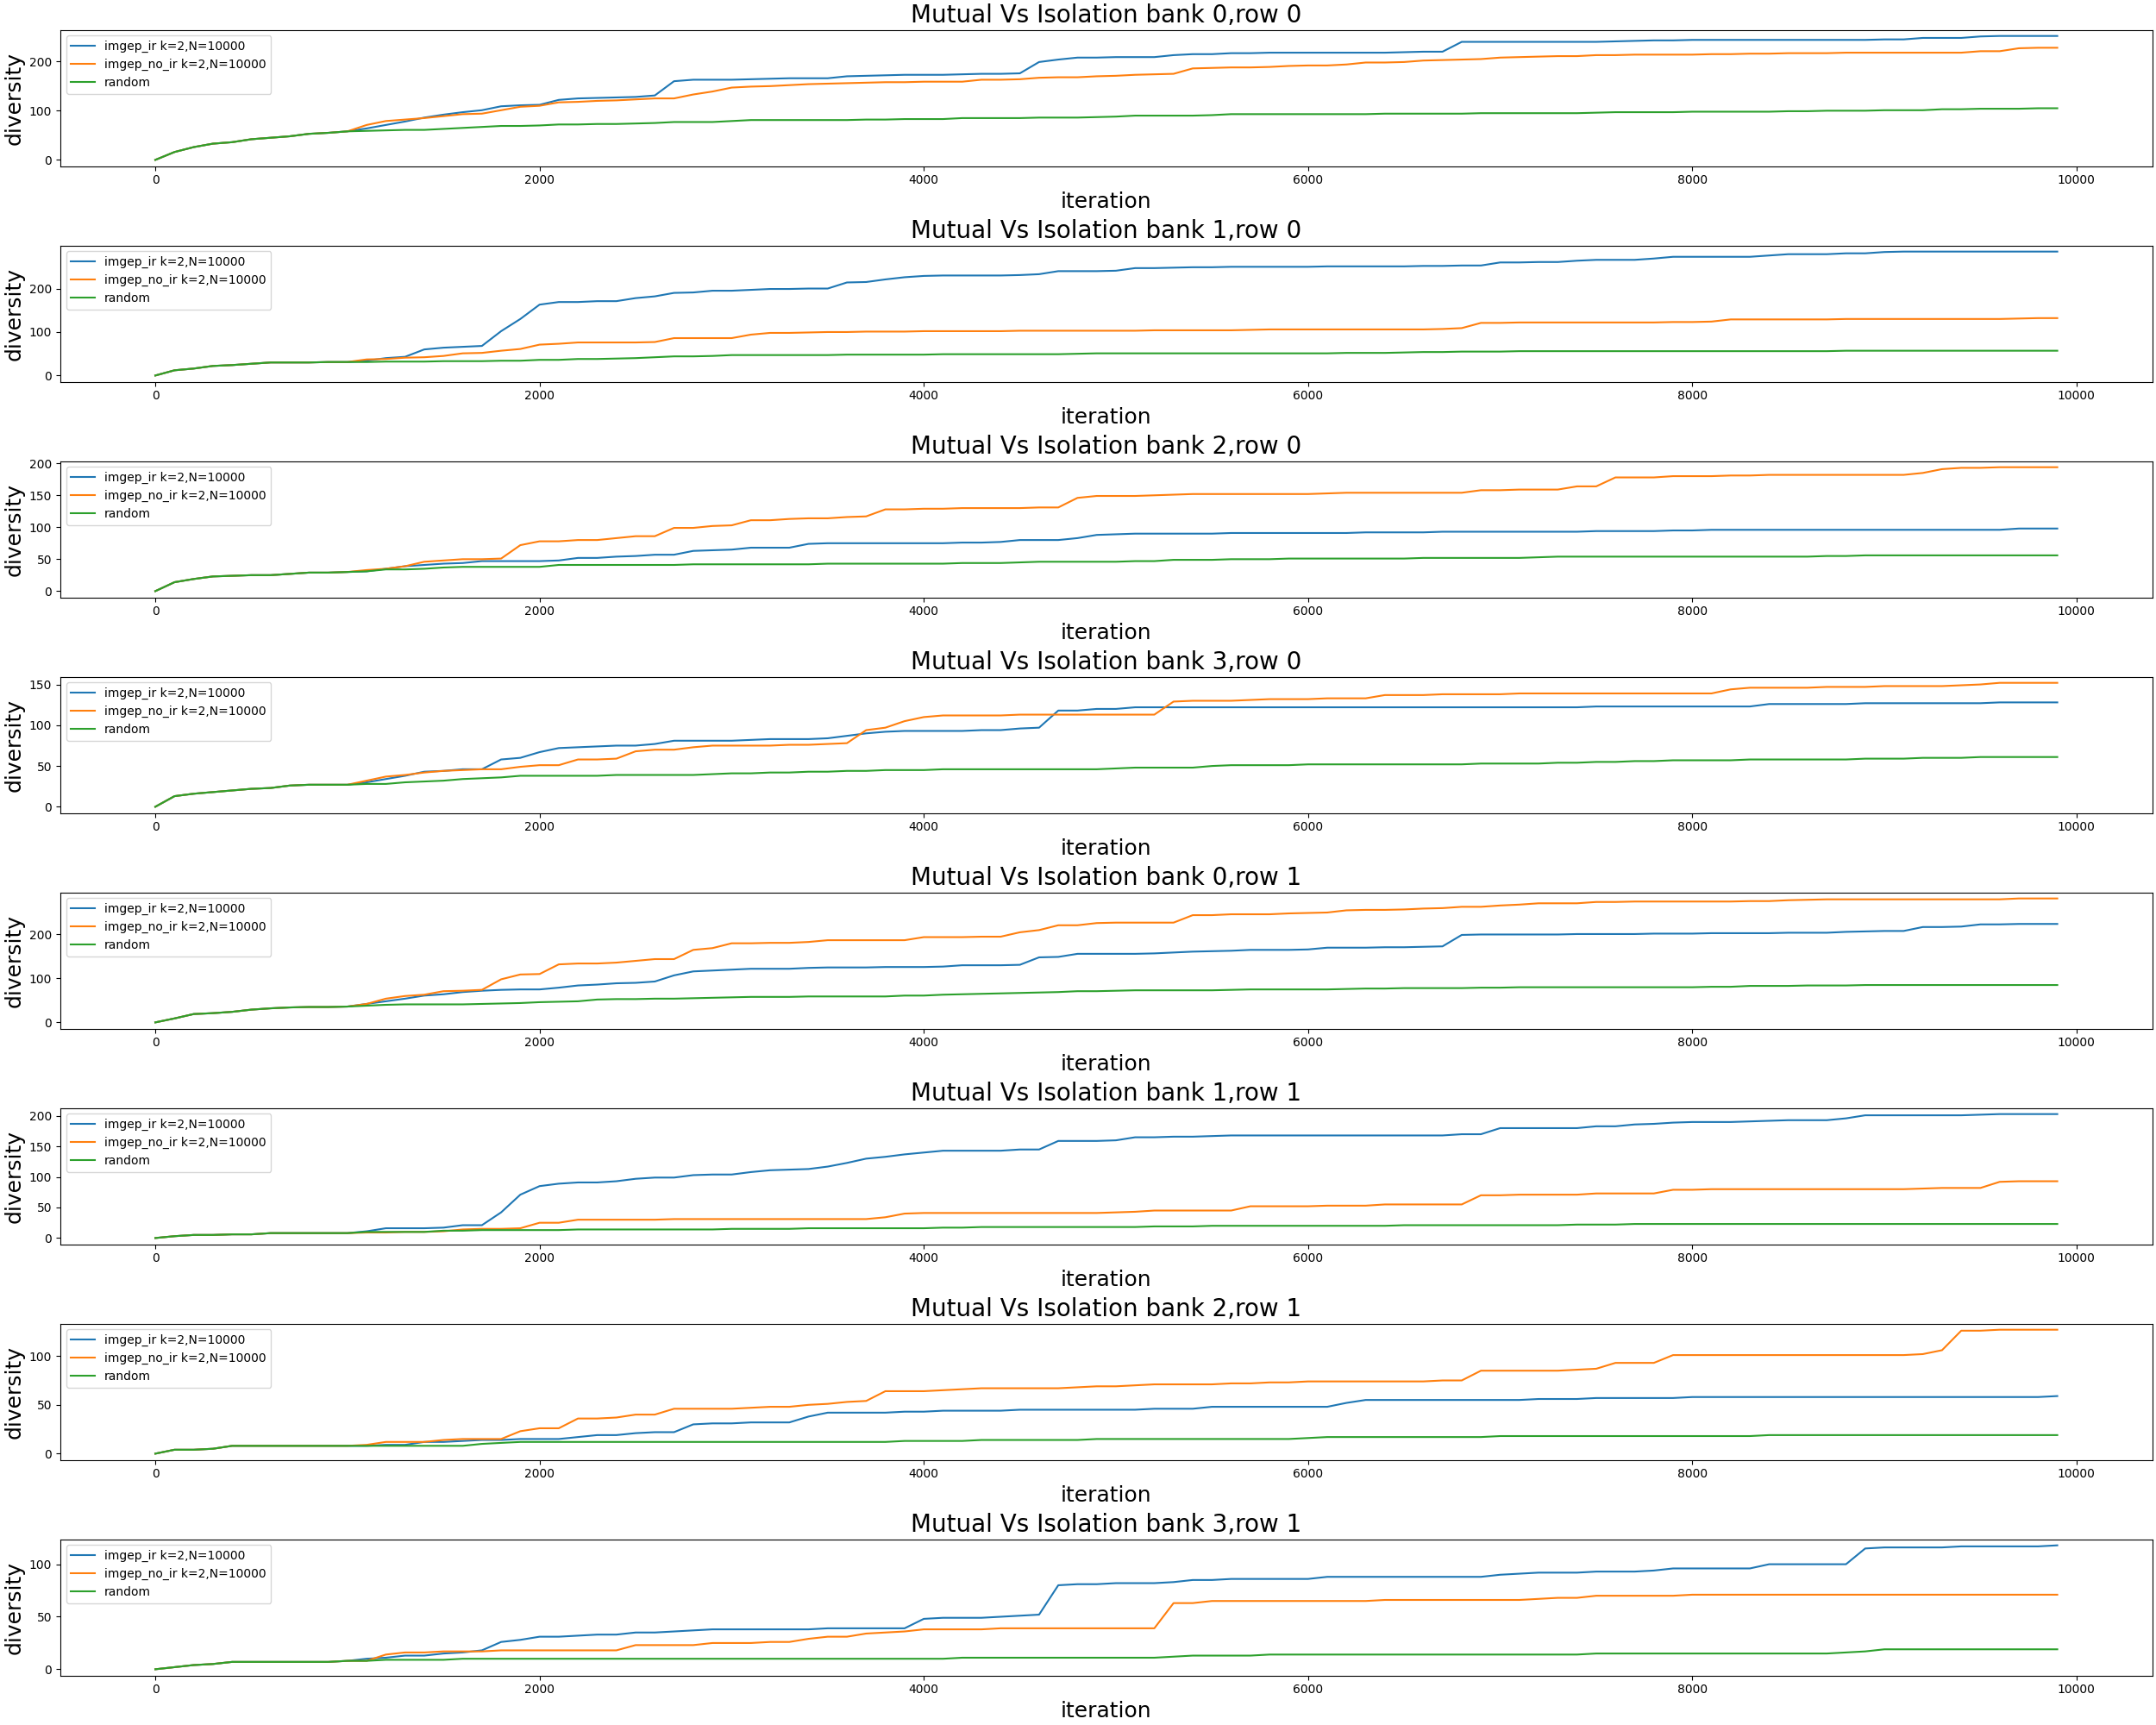 Mutual Vs Isolation bank 0,row 0
imgep_ir k=2,N=10000
imgep_no_ir k=2,N=10000
random
diversity
200
100
0
0 2000 4000 6000 8000 10000
iteration
Mutual Vs Isolation bank 1,row 0
imgep_ir k=2,N=10000
imgep_no_ir k=2,N=10000
random
diversity
200
100
0
0 2000 4000 6000 8000 10000
iteration
Mutual Vs Isolation bank 2,row 0
imgep_ir k=2,N=10000
imgep_no_ir k=2,N=10000
random
diversity
200
150
100
50
0
0 2000 4000 6000 8000 10000
iteration
Mutual Vs Isolation bank 3,row 0
imgep_ir k=2,N=10000
imgep_no_ir k=2,N=10000
random
diversity
150
100
50
0
0 2000 4000 6000 8000 10000
iteration
Mutual Vs Isolation bank 0,row 1
imgep_ir k=2,N=10000
imgep_no_ir k=2,N=10000
random
diversity
200
100
0
0 2000 4000 6000 8000 10000
iteration
Mutual Vs Isolation bank 1,row 1
imgep_ir k=2,N=10000
imgep_no_ir k=2,N=10000
random
diversity
200
150
100
50
0
0 2000 4000 6000 8000 10000
iteration
Mutual Vs Isolation bank 2,row 1
imgep_ir k=2,N=10000
imgep_no_ir k=2,N=10000
random
diversity
100
50
0
0 2000 4000 6000 8000 10000
iteration
Mutual Vs Isolation bank 3,row 1
imgep_ir k=2,N=10000
imgep_no_ir k=2,N=10000
random
diversity
100
50
0
0 2000 4000 6000 8000 10000
iteration